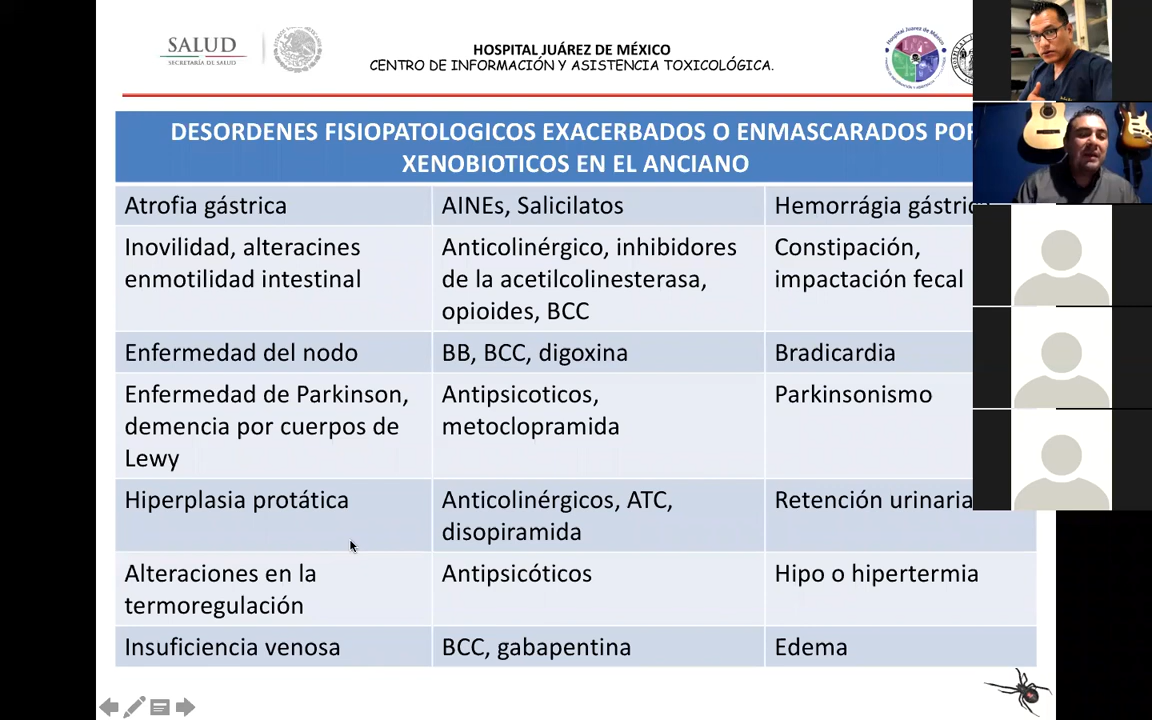 SALUD
SECRETARÍA DE SALUD
HOSPITAL JUÁREZ DE MÉXICO
CENTRO DE INFORMACIÓN Y ASISTENCIA TOXICOLÓGICA.
DESORDENES FISIOPATOLOGICOS EXACERBADOS O ENMASCARADOS POR
XENOBIOTICOS EN EL ANCIANO
Atrofia gástrica
AINEs, Salicilatos
Hemorrágia gástric
Inovilidad, alteracines
enmotilidad intestinal
Anticolinérgico, inhibidores
de la acetilcolinesterasa,
opioides, BCC
Constipación,
impactación fecal
Enfermedad del nodo
BB, BCC, digoxina
Bradicardia
Enfermedad de Parkinson,
demencia por cuerpos de
Lewy
Antipsicoticos,
metoclopramida
Parkinsonismo
Hiperplasia protática
Anticolinérgicos, ATC,
disopiramida
Retención urinaria
Alteraciones en la
termoregulación
Antipsicóticos
Hipo o hipertermia
Insuficiencia venosa
BCC, gabapentina
Edema